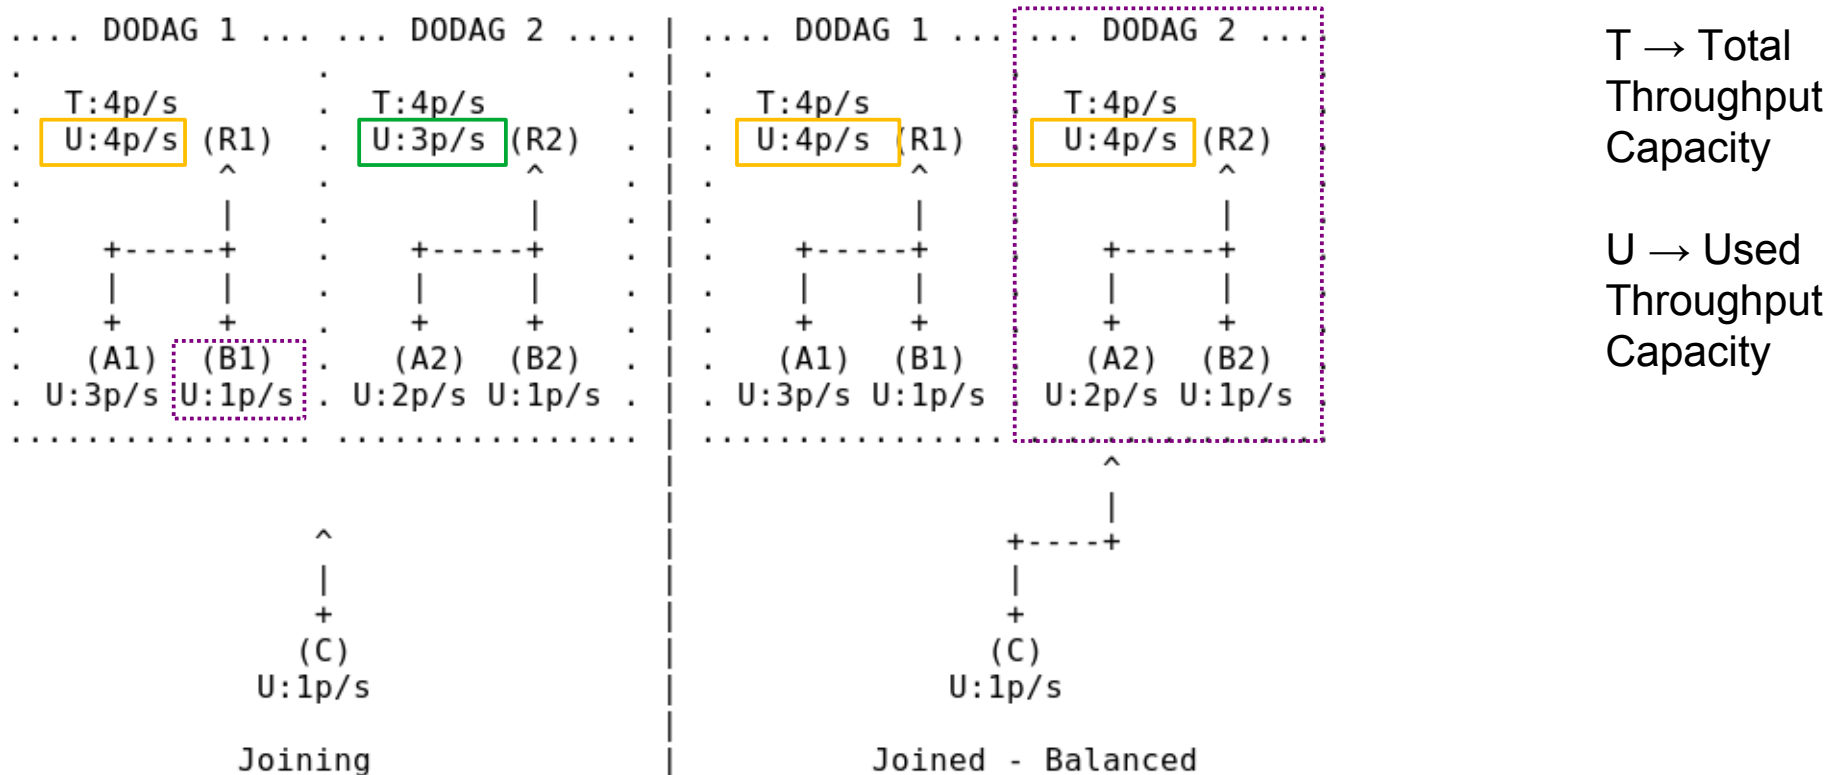 .... DODAG 1 ... ... DODAG 2 .... | .... DODAG 1 ... ... DODAG 2 ....
.                .                . | .                .                .
.  T:4p/s        .  T:4p/s        . | .  T:4p/s        .  T:4p/s        .
.  U:4p/s (R1)   .  U:3p/s (R2)   . | .  U:4p/s (R1)   .  U:4p/s (R2)   .
.           ^    .           ^    . | .           ^    .           ^    .
.           |    .           |    . | .           |    .           |    .
.     +-----+    .     +-----+    . | .     +-----+    .     +-----+    .
.     |     |    .     |     |    . | .     |     |    .     |     |    .
.     +     +    .     +     +    . | .     +     +    .     +     +    .
.    (A1)  (B1)  .    (A2)  (B2)  . | .    (A1)  (B1)  .    (A2)  (B2)  .
. U:3p/s U:1p/s . U:2p/s U:1p/s . | . U:3p/s U:1p/s . U:2p/s U:1p/s .
................ ................ | ................ ................
                                   |                      ^
                                   |                      |
                 ^                 |                 +----+
                 |                 |                 |
                 +                 |                 +
                (C)                |                (C)
              U:1p/s               |              U:1p/s
                                   |
             Joining               |          Joined - Balanced
T → Total
Throughput
Capacity
U → Used
Throughput
Capacity